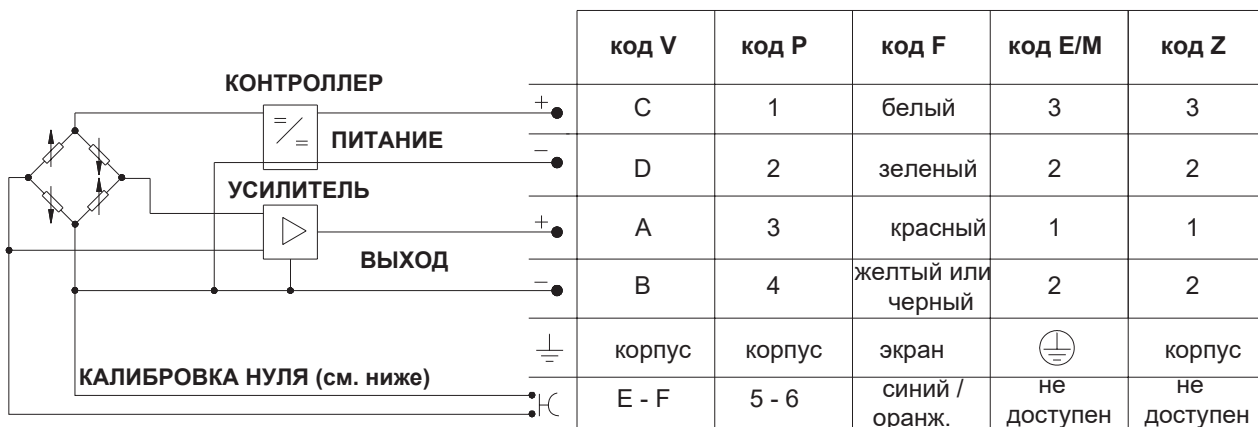 код V код P код F код E/M код Z
КОНТРОЛЛЕР
+ C 1 белый 3 3
= / =
ПИТАНИЕ
− D 2 зеленый 2 2
УСИЛИТЕЛЬ
+ A 3 красный 1 1
ВЫХОД
− B 4 желтый или черный 2 2
корпус корпус экран корпус
КАЛИБРОВКА НУЛЯ (см. ниже)
E - F 5 - 6 синий / оранж. не доступен не доступен